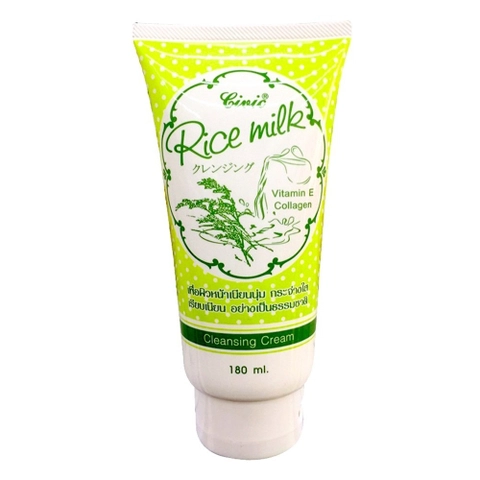 Civic®
Rice milk
クレンジング
Vitamin E
Collagen
เพื่อผิวหน้าเนียนนุ่ม กระจ่างใส
เรียบเนียน อย่างเป็นธรรมชาติ
Cleansing Cream
180 ml.